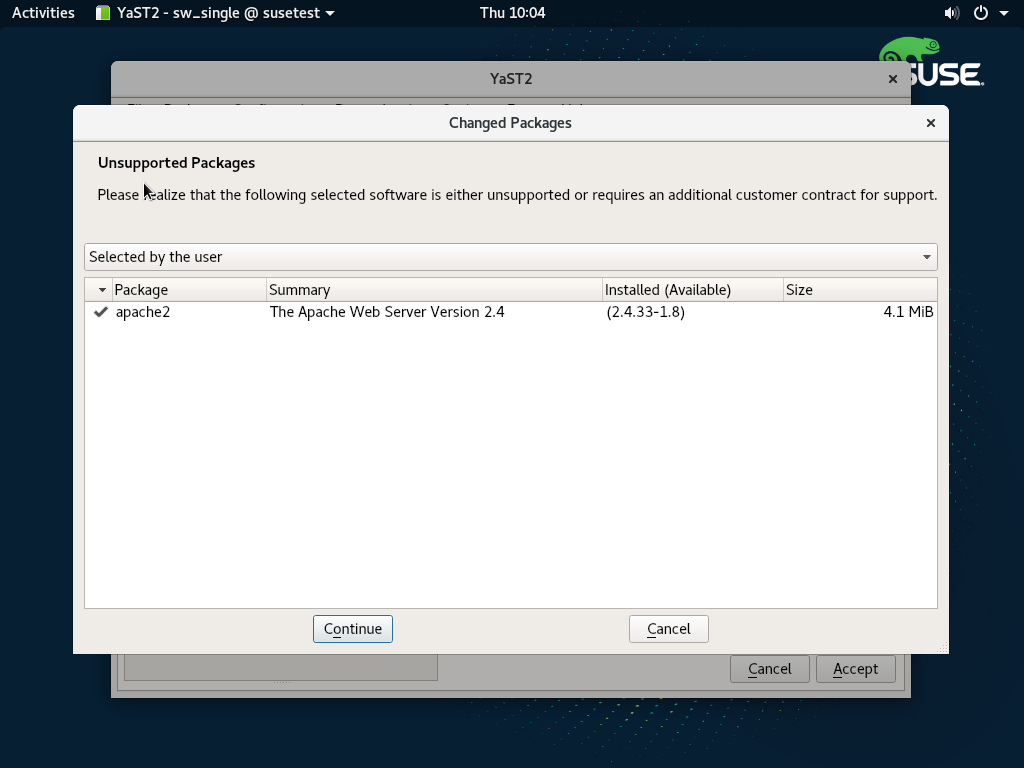 Activities YaST2 - sw_single @ susetest Thu 10:04
SUSE
YaST2
Changed Packages
Unsupported Packages
Please realize that the following selected software is either unsupported or requires an additional customer contract for support.
Selected by the user
Package Summary Installed (Available) Size
apache2 The Apache Web Server Version 2.4 (2.4.33-1.8) 4.1 MiB
Continue Cancel
Cancel Accept